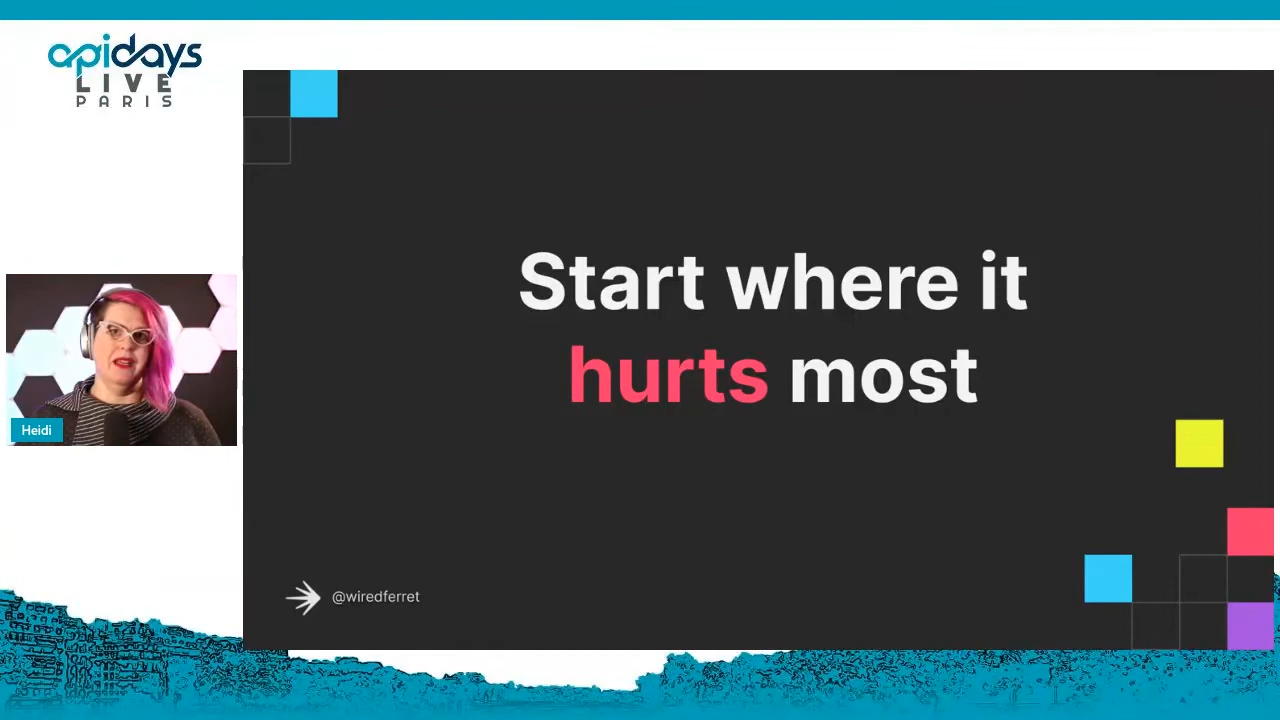 apidays
LIVE
PARIS
Start where it
hurts most
Heidi
@wiredferret